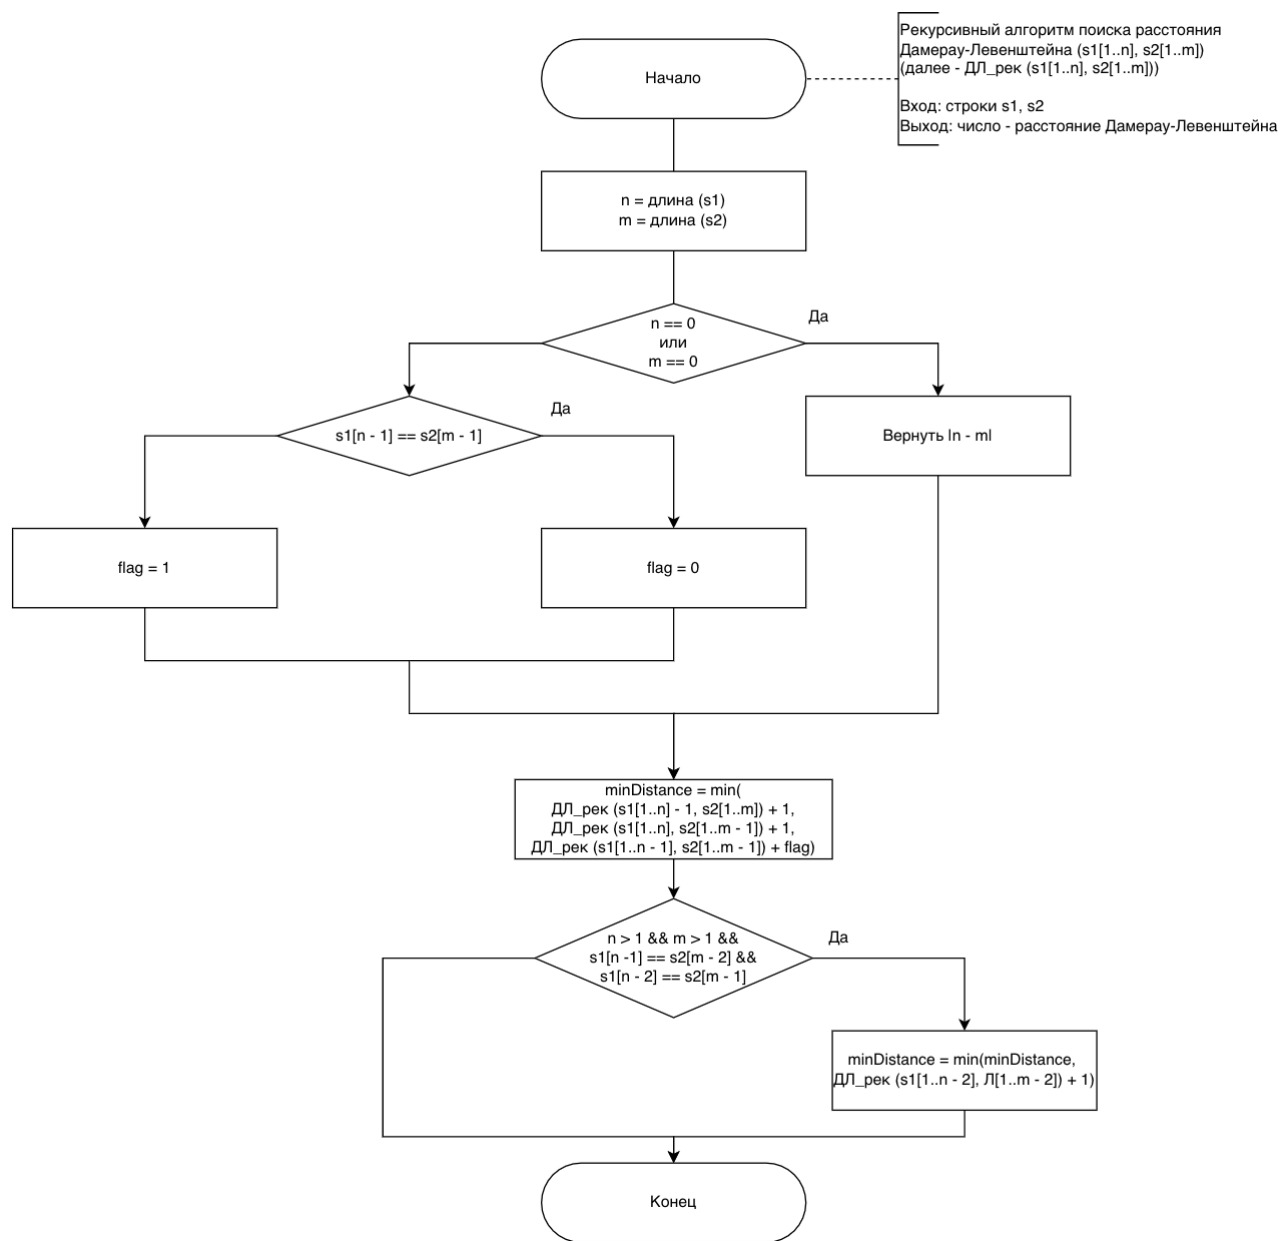 Рекурсивный алгоритм поиска расстояния
Дамерау-Левенштейна (s1[1..n], s2[1..m])
(далее - ДЛ_рек (s1[1..n], s2[1..m]))
Вход: строки s1, s2
Выход: число - расстояние Дамерау-Левенштейна
Начало
n = длина (s1)
m = длина (s2)
n == 0
или
m == 0
Да
s1[n - 1] == s2[m - 1]
Да
Вернуть |n - m|
flag = 1
flag = 0
minDistance = min(
ДЛ_рек (s1[1..n] - 1, s2[1..m]) + 1,
ДЛ_рек (s1[1..n], s2[1..m - 1]) + 1,
ДЛ_рек (s1[1..n - 1], s2[1..m - 1]) + flag)
n > 1 && m > 1 &&
s1[n -1] == s2[m - 2] &&
s1[n - 2] == s2[m - 1]
Да
minDistance = min(minDistance,
ДЛ_рек (s1[1..n - 2], Л[1..m - 2]) + 1)
Конец